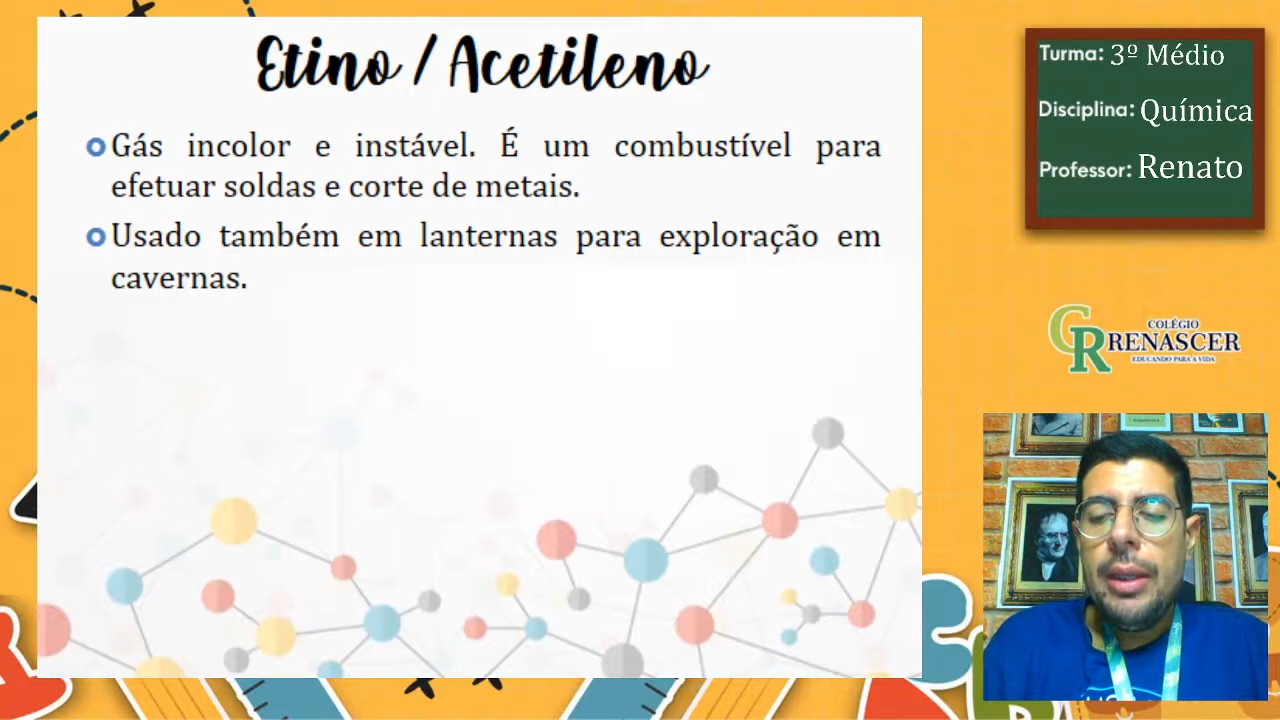 Etino / Acetileno
Gás incolor e instável. É um combustível para
efetuar soldas e corte de metais.
Usado também em lanternas para exploração em
cavernas.
Turma: 3º Médio
Disciplina: Química
Professor: Renato
CR
COLÉGIO
RENASCER
EDUCANDO PARA A VIDA